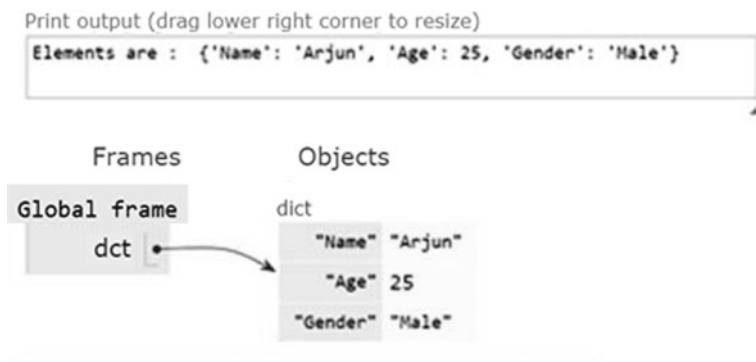 Print output (drag lower right corner to resize)
Elements are :  {'Name': 'Arjun', 'Age': 25, 'Gender': 'Male'}
Frames Objects
Global frame
dct
dict
"Name" "Arjun"
"Age" 25
"Gender" "Male"